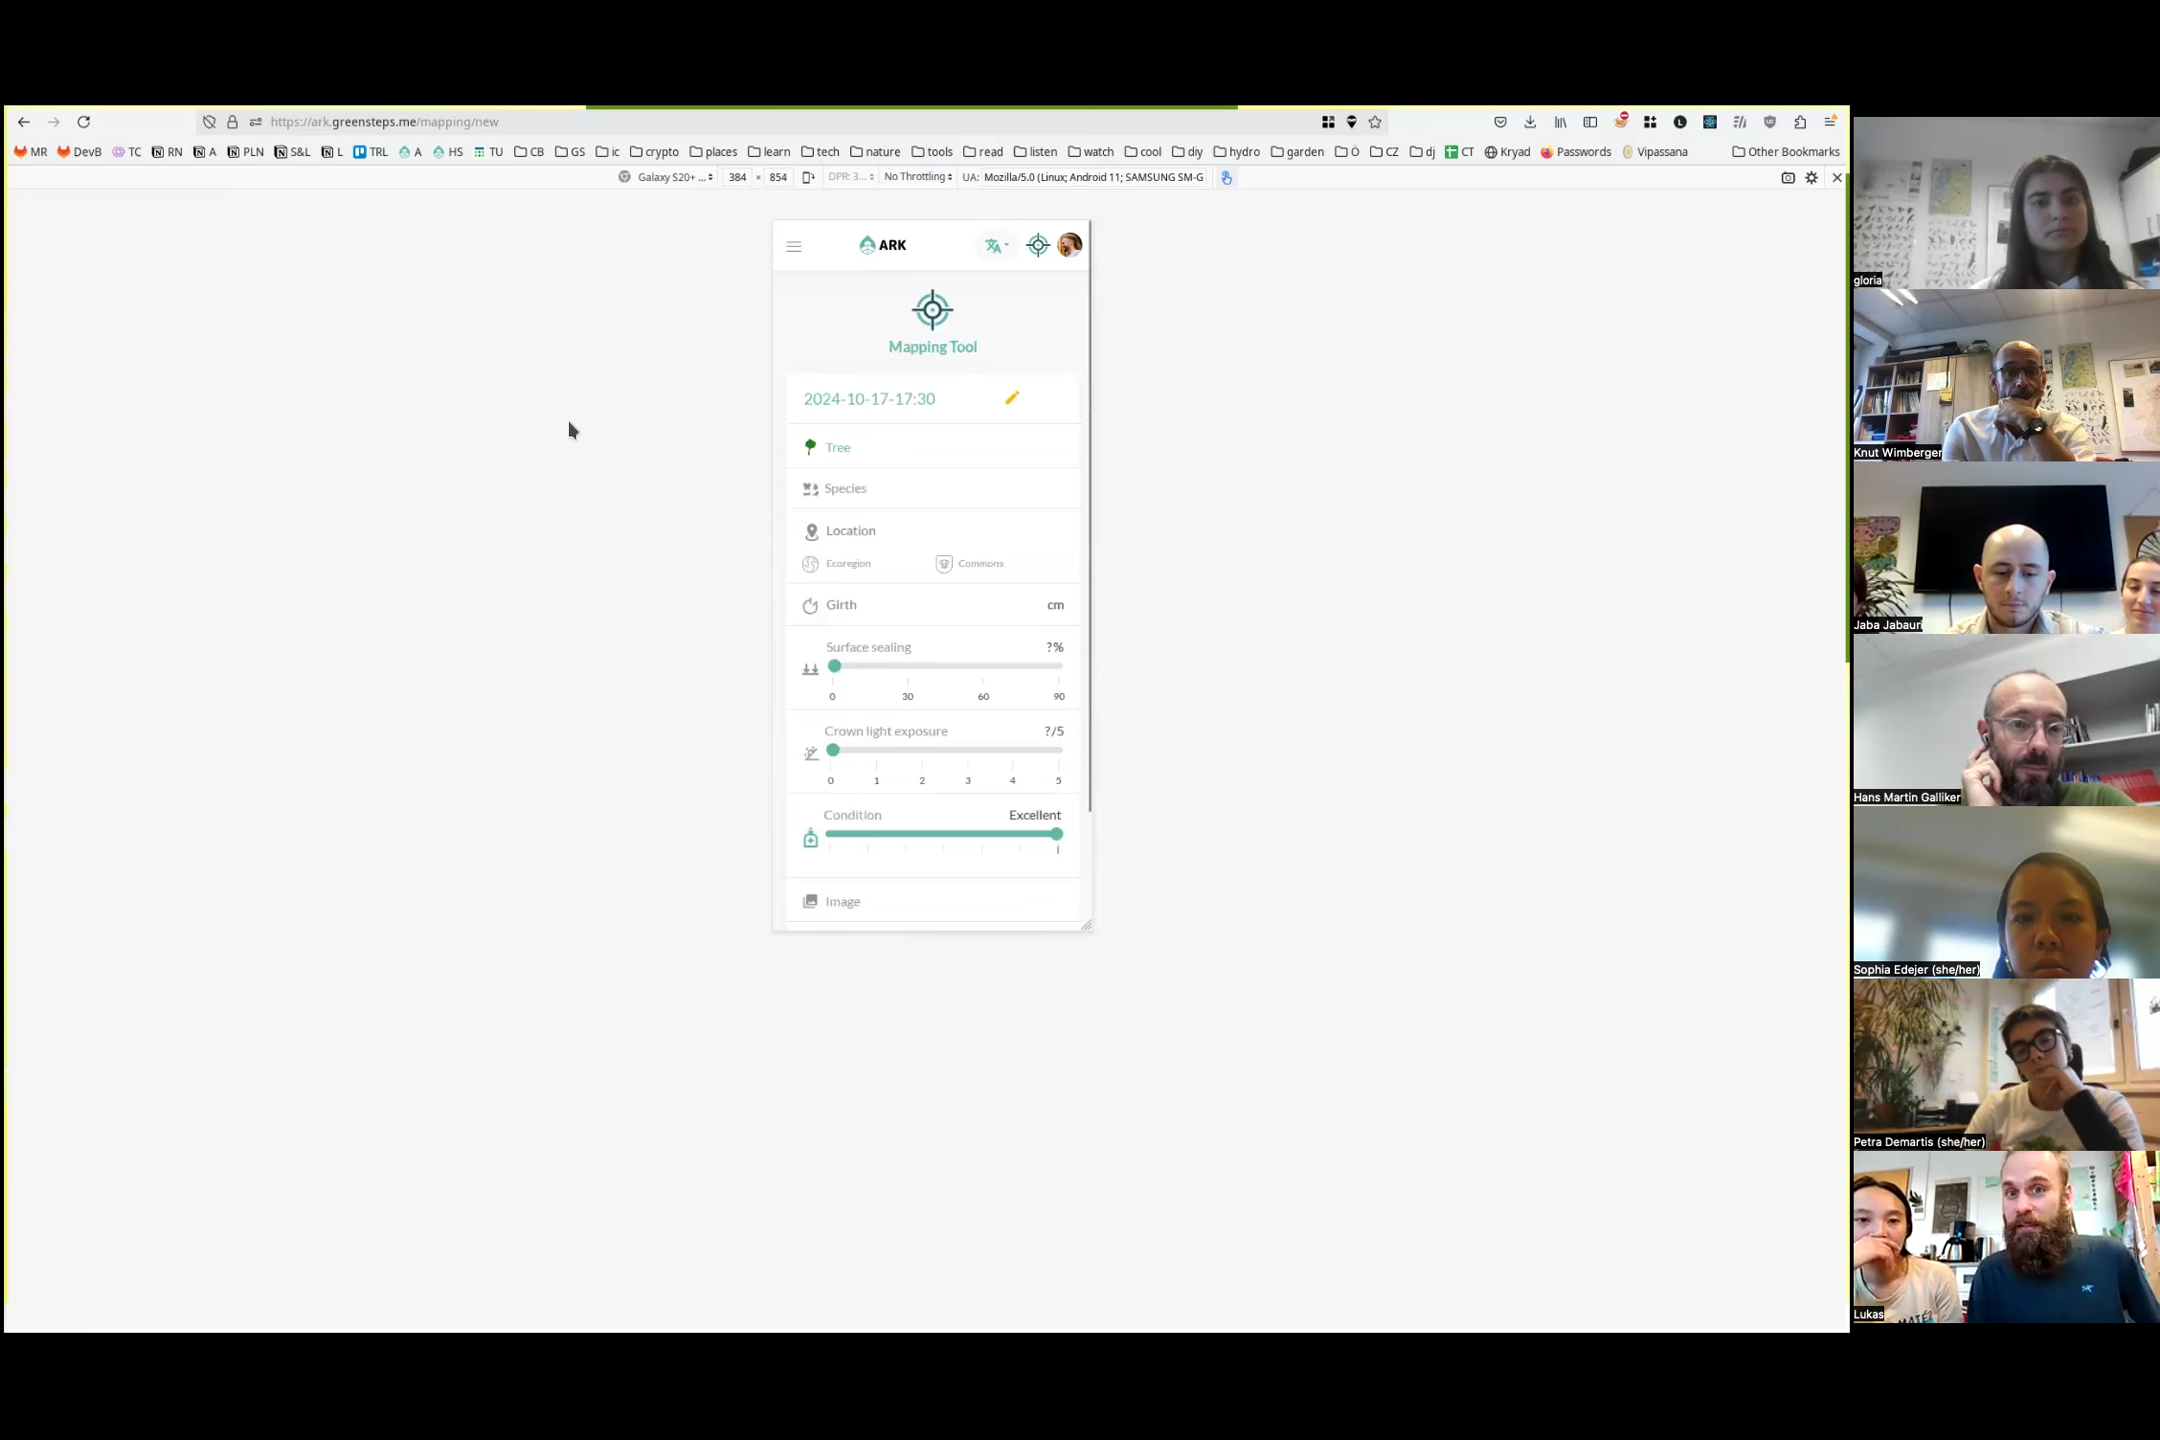 https://ark.greensteps.me/mapping/new
MR DevB TC RN A PLN S&L L TRL A HS TU CB GS ic crypto places learn tech nature tools read listen watch cool diy hydro garden Ö CZ dj CT Kryad Passwords Vipassana Other Bookmarks
Galaxy S20+ ... 384 × 854 DPR: 3... No Throttling UA: Mozilla/5.0 (Linux; Android 11; SAMSUNG SM-G
ARK
Mapping Tool
2024-10-17-17:30
Tree
Species
Location
Ecoregion Commons
Girth cm
Surface sealing ?%
0 30 60 90
Crown light exposure ?/5
0 1 2 3 4 5
Condition Excellent
Image
gloria
Knut Wimberger
Jaba Jabauri
Hans Martin Galliker
Sophia Edejer (she/her)
Petra Demartis (she/her)
Lukas